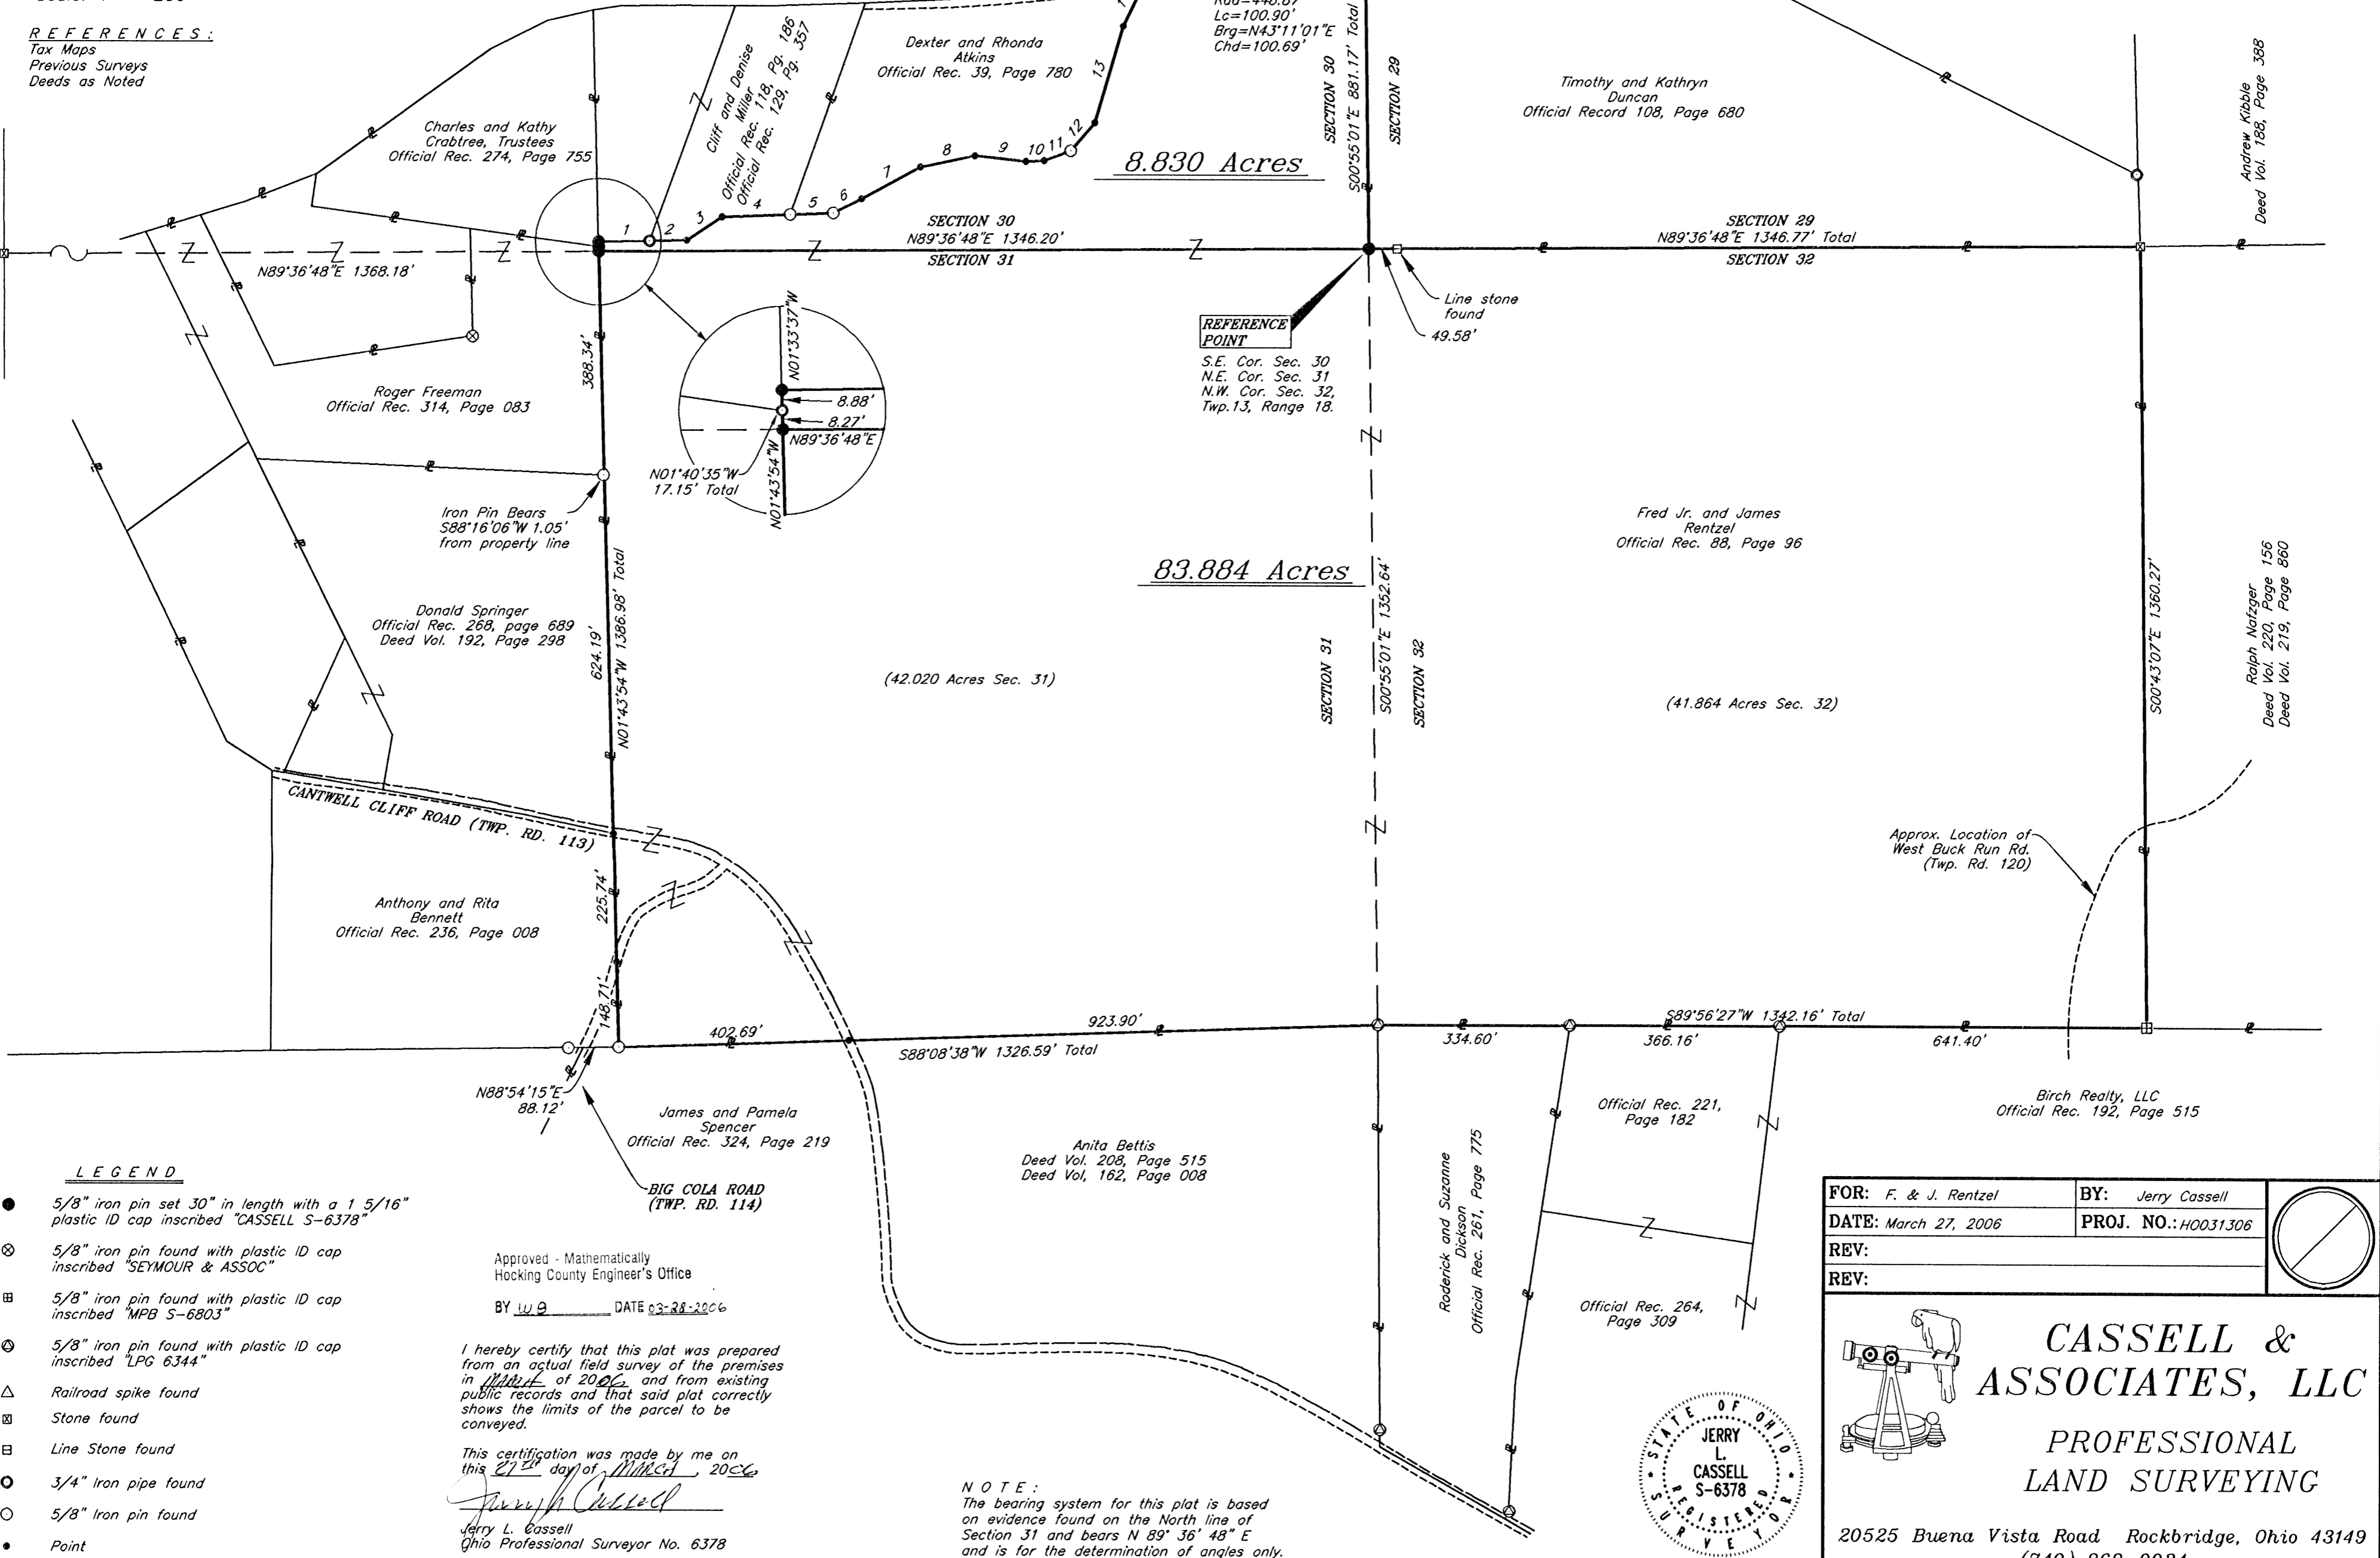 REFERENCES:
Tax Maps
Previous Surveys
Deeds as Noted
Charles and Kathy
Crabtree, Trustees
Official Rec. 274, Page 755
Cliff and Denise
Miller
Official Rec. 118, Pg. 186
Official Rec. 129, Pg. 357
Dexter and Rhonda
Atkins
Official Rec. 39, Page 780
Lc=100.90'
Brg=N43°11'01"E
Chd=100.69'
S00°55'01"E 881.17' Total
SECTION 30
SECTION 29
Timothy and Kathryn
Duncan
Official Record 108, Page 680
Andrew Kibble
Deed Vol. 188, Page 388
8.830 Acres
1
2
3
4
5
6
7
8
9
10
11
12
13
SECTION 30
N89°36'48"E 1346.20'
SECTION 31
SECTION 29
N89°36'48"E 1346.77' Total
SECTION 32
N89°36'48"E 1368.18'
Line stone
found
49.58'
REFERENCE
POINT
S.E. Cor. Sec. 30
N.E. Cor. Sec. 31
N.W. Cor. Sec. 32,
Twp.13, Range 18.
388.34'
N01°33'37"W
8.88'
8.27'
N89°36'48"E
N01°43'54"W
N01°40'35"W
17.15' Total
Roger Freeman
Official Rec. 314, Page 083
Iron Pin Bears
S88°16'06"W 1.05'
from property line
Fred Jr. and James
Rentzel
Official Rec. 88, Page 96
83.884 Acres
Donald Springer
Official Rec. 268, page 689
Deed Vol. 192, Page 298
624.19'
N01°43'54"W 1386.98' Total
(42.020 Acres Sec. 31)
SECTION 31
S00°55'01"E 1352.64'
SECTION 32
(41.864 Acres Sec. 32)
S00°43'07"E 1360.27'
Ralph Nafzger
Deed Vol. 220, Page 156
Deed Vol. 219, Page 860
CANTWELL CLIFF ROAD (TWP. RD. 113)
Approx. Location of
West Buck Run Rd.
(Twp. Rd. 120)
Anthony and Rita
Bennett
Official Rec. 236, Page 008
225.74'
148.71'
402.69'
923.90'
S88°08'38"W 1326.59' Total
S89°56'27"W 1342.16' Total
334.60'
366.16'
641.40'
N88°54'15"E
88.12'
James and Pamela
Spencer
Official Rec. 324, Page 219
BIG COLA ROAD
(TWP. RD. 114)
Anita Bettis
Deed Vol. 208, Page 515
Deed Vol, 162, Page 008
Roderick and Suzanne
Dickson
Official Rec. 261, Page 775
Official Rec. 221,
Page 182
Official Rec. 264,
Page 309
Birch Realty, LLC
Official Rec. 192, Page 515
LEGEND
5/8" iron pin set 30" in length with a 1 5/16"
plastic ID cap inscribed "CASSELL S-6378"
5/8" iron pin found with plastic ID cap
inscribed "SEYMOUR & ASSOC"
5/8" iron pin found with plastic ID cap
inscribed "MPB S-6803"
5/8" iron pin found with plastic ID cap
inscribed "LPG 6344"
Railroad spike found
Stone found
Line Stone found
3/4" Iron pipe found
5/8" Iron pin found
Point
Approved - Mathematically
Hocking County Engineer's Office
BY DATE 03-28-2006
I hereby certify that this plat was prepared
from an actual field survey of the premises
in MARCH of 2006 and from existing
public records and that said plat correctly
shows the limits of the parcel to be
conveyed.
This certification was made by me on
this 27TH day of MARCH, 2006
Jerry L. Cassell
Jerry L. Cassell
Ohio Professional Surveyor No. 6378
NOTE:
The bearing system for this plat is based
on evidence found on the North line of
Section 31 and bears N 89° 36' 48" E
and is for the determination of angles only.
STATE OF OHIO
JERRY
L.
CASSELL
S-6378
REGISTERED
SURVEYOR
FOR: F. & J. Rentzel
BY: Jerry Cassell
DATE: March 27, 2006
PROJ. NO.: H0031306
REV:
REV:
CASSELL &
ASSOCIATES, LLC
PROFESSIONAL
LAND SURVEYING
20525 Buena Vista Road Rockbridge, Ohio 43149